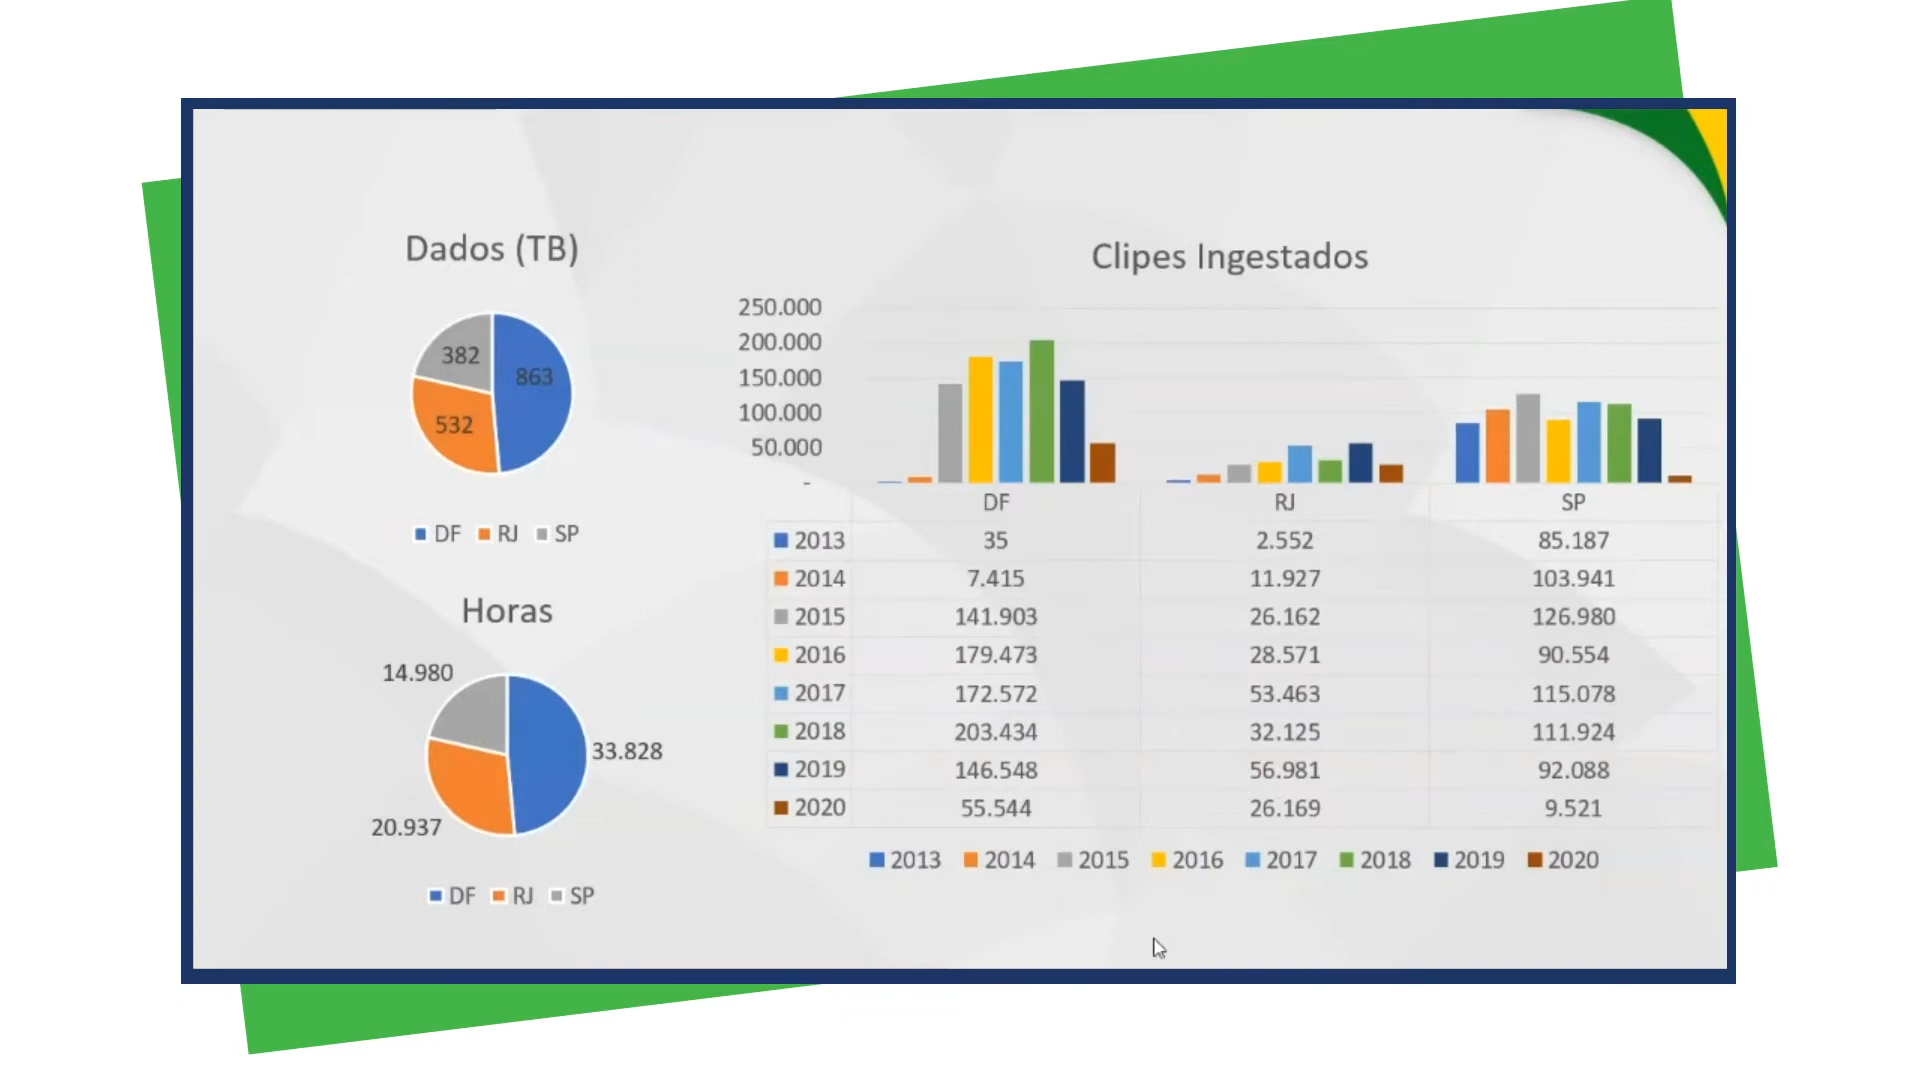 Dados (TB)
382
863
532
DF RJ SP
Horas
14.980
33.828
20.937
DF RJ SP
Clipes Ingestados
250.000
200.000
150.000
100.000
50.000
-
DF RJ SP
2013 35 2.552 85.187
2014 7.415 11.927 103.941
2015 141.903 26.162 126.980
2016 179.473 28.571 90.554
2017 172.572 53.463 115.078
2018 203.434 32.125 111.924
2019 146.548 56.981 92.088
2020 55.544 26.169 9.521
2013 2014 2015 2016 2017 2018 2019 2020